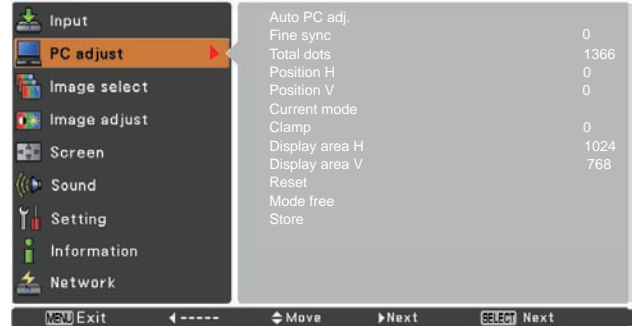 Input
PC adjust
Image select
Image adjust
Screen
Sound
Setting
Information
Network
Auto PC adj.
Fine sync 0
Total dots 1366
Position H 0
Position V 0
Current mode
Clamp 0
Display area H 1024
Display area V 768
Reset
Mode free
Store
MENU Exit ◀----- Move ▶Next SELECT Next